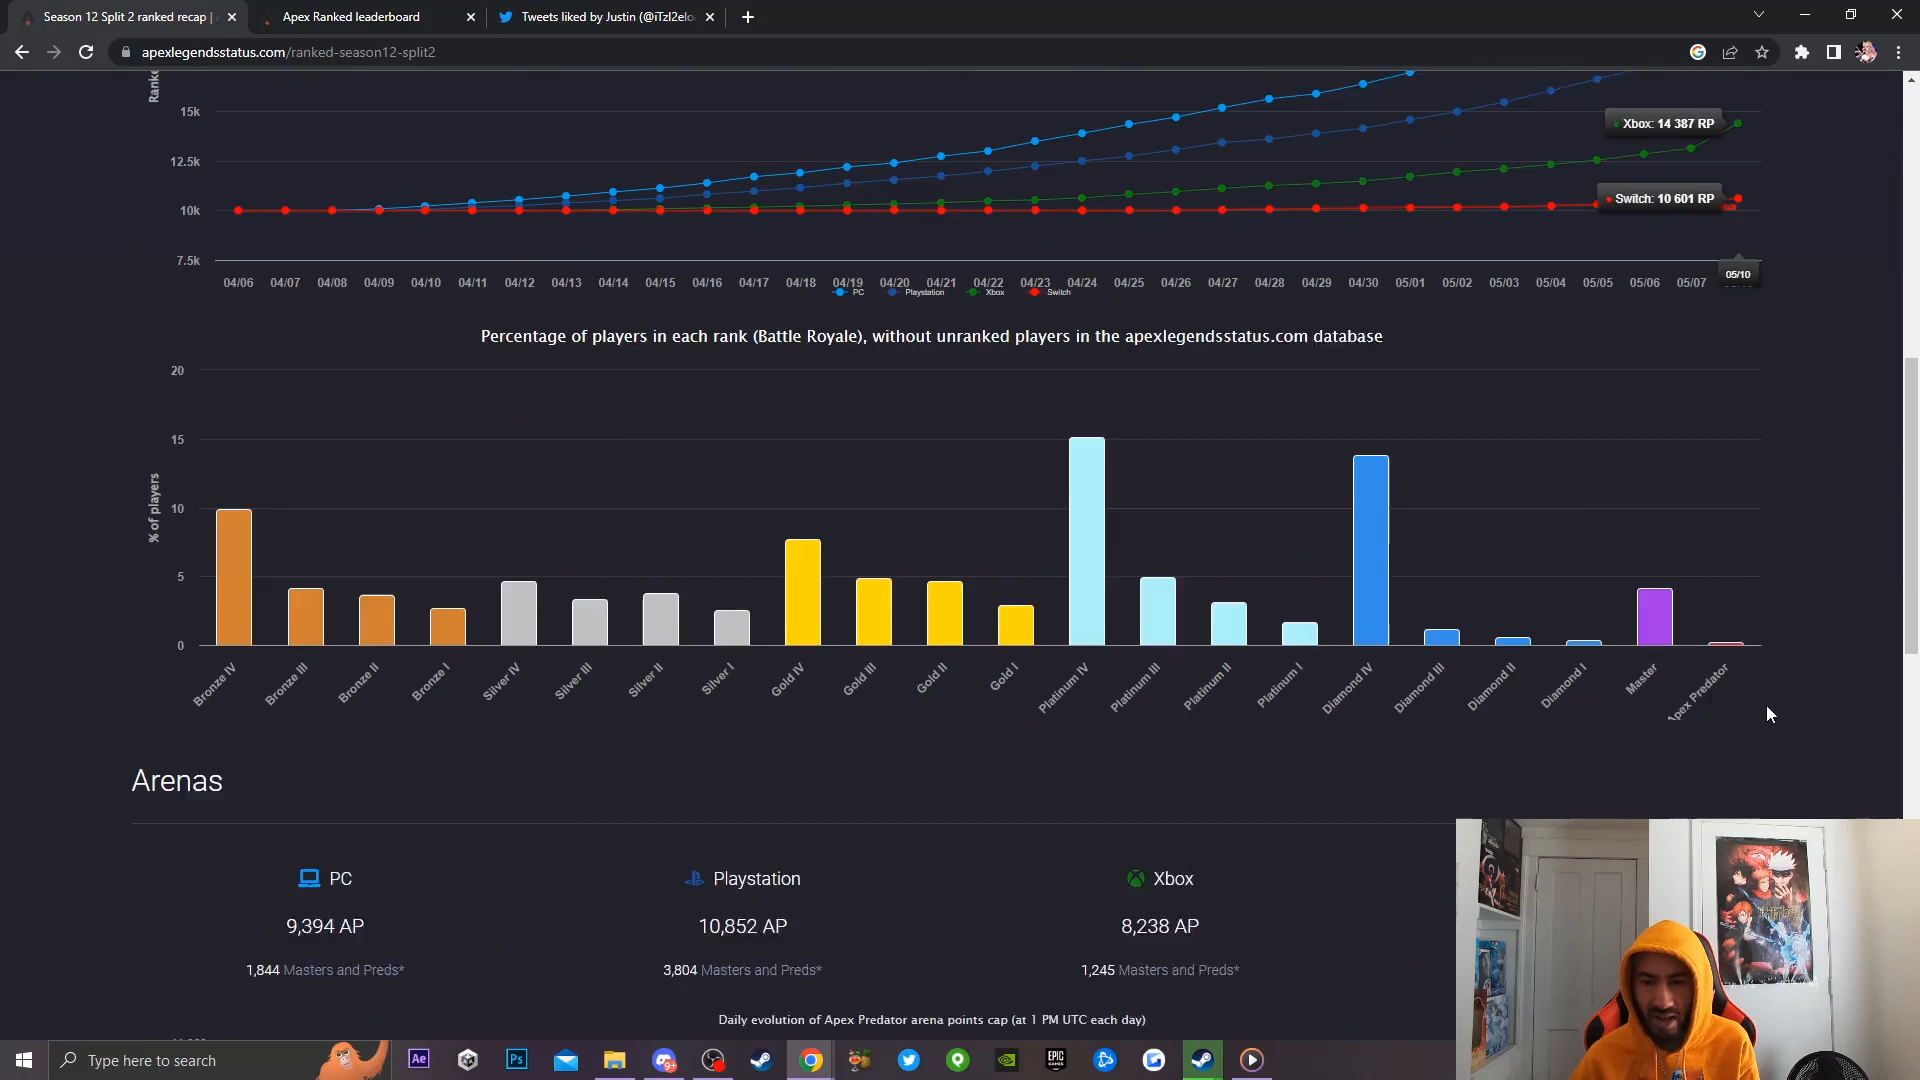 Season 12 Split 2 ranked recap |
Apex Ranked leaderboard
Tweets liked by Justin (@iTzl2elo
apexlegendsstatus.com/ranked-season12-split2
Ranke
15k
12.5k
10k
7.5k
Xbox: 14 387 RP
Switch: 10 601 RP
04/06 04/07 04/08 04/09 04/10 04/11 04/12 04/13 04/14 04/15 04/16 04/17 04/18 04/19 04/20 04/21 04/22 04/23 04/24 04/25 04/26 04/27 04/28 04/29 04/30 05/01 05/02 05/03 05/04 05/05 05/06 05/07 05/10
PC Playstation Xbox Switch
Percentage of players in each rank (Battle Royale), without unranked players in the apexlegendsstatus.com database
20
15
10
5
0
% of players
Bronze IV Bronze III Bronze II Bronze I Silver IV Silver III Silver II Silver I Gold IV Gold III Gold II Gold I Platinum IV Platinum III Platinum II Platinum I Diamond IV Diamond III Diamond II Diamond I Master Apex Predator
Arenas
PC Playstation Xbox
9,394 AP 10,852 AP 8,238 AP
1,844 Masters and Preds* 3,804 Masters and Preds* 1,245 Masters and Preds*
Daily evolution of Apex Predator arena points cap (at 1 PM UTC each day)
Type here to search
Ae
Ps
9+
EPIC GAMES